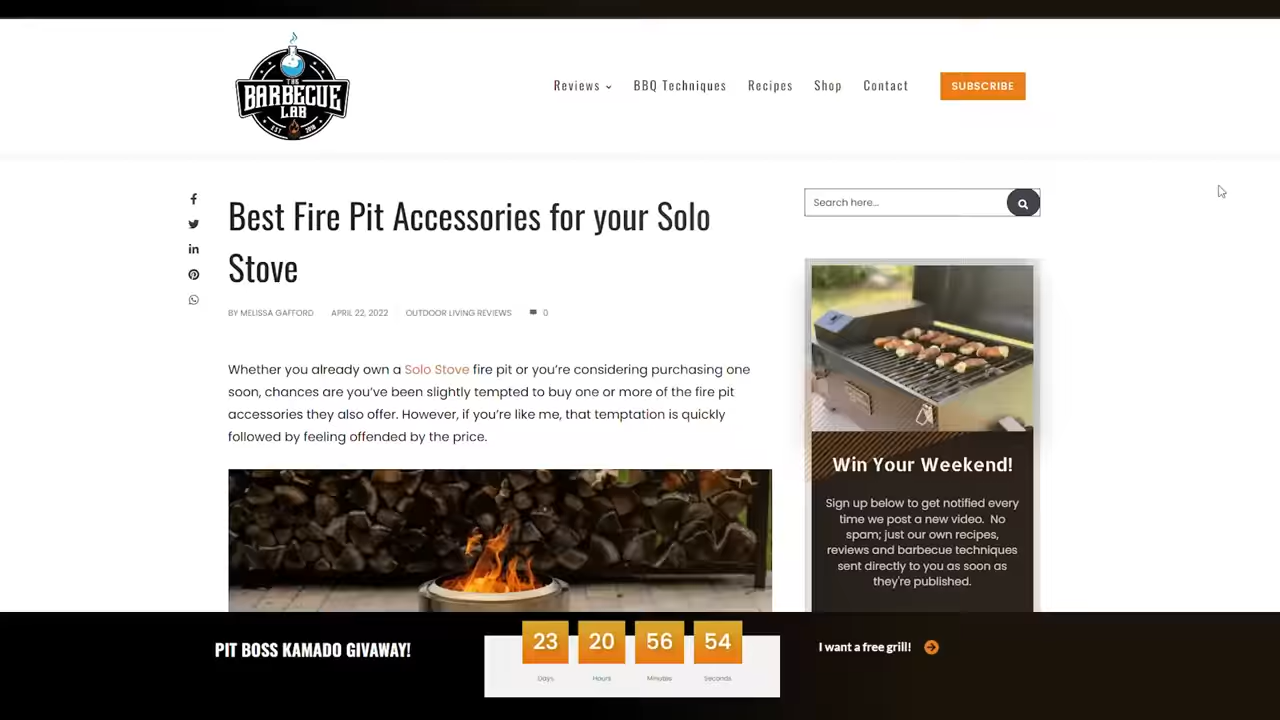 THE
BARBECUE
LAB
EST 2018
Reviews
BBQ Techniques
Recipes
Shop
Contact
SUBSCRIBE
Best Fire Pit Accessories for your Solo
Stove
BY MELISSA GAFFORD
APRIL 22, 2022
OUTDOOR LIVING REVIEWS
0
Whether you already own a Solo Stove fire pit or you're considering purchasing one
soon, chances are you've been slightly tempted to buy one or more of the fire pit
accessories they also offer. However, if you're like me, that temptation is quickly
followed by feeling offended by the price.
Search here...
Win Your Weekend!
Sign up below to get notified every
time we post a new video. No
spam; just our own recipes,
reviews and barbecue techniques
sent directly to you as soon as
they're published.
PIT BOSS KAMADO GIVAWAY!
23 20 56 54
Days Hours Minutes Seconds
I want a free grill!